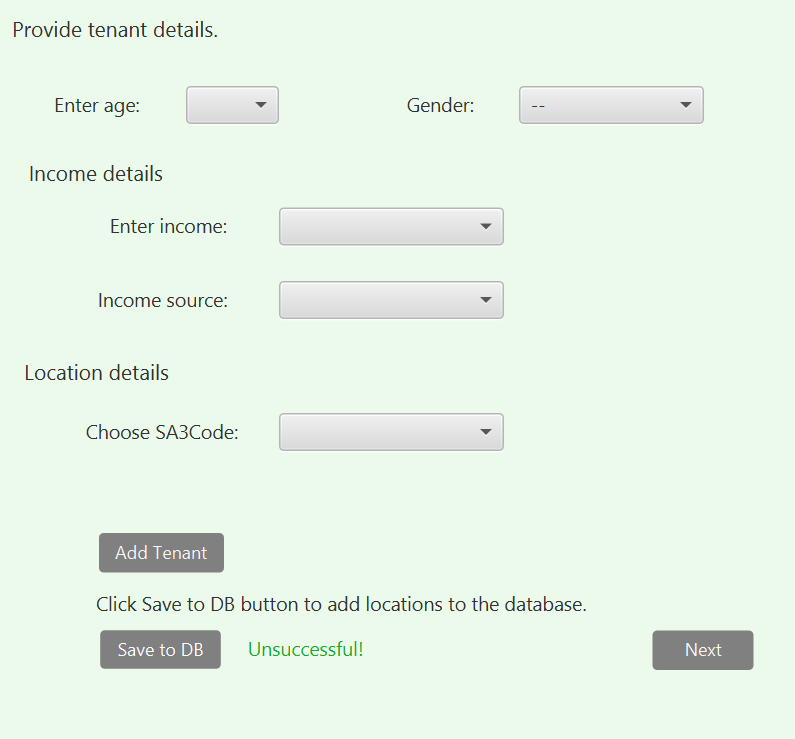 Provide tenant details.
Enter age:
Gender: --
Income details
Enter income:
Income source:
Location details
Choose SA3Code:
Add Tenant
Click Save to DB button to add locations to the database.
Save to DB Unsuccessful! Next